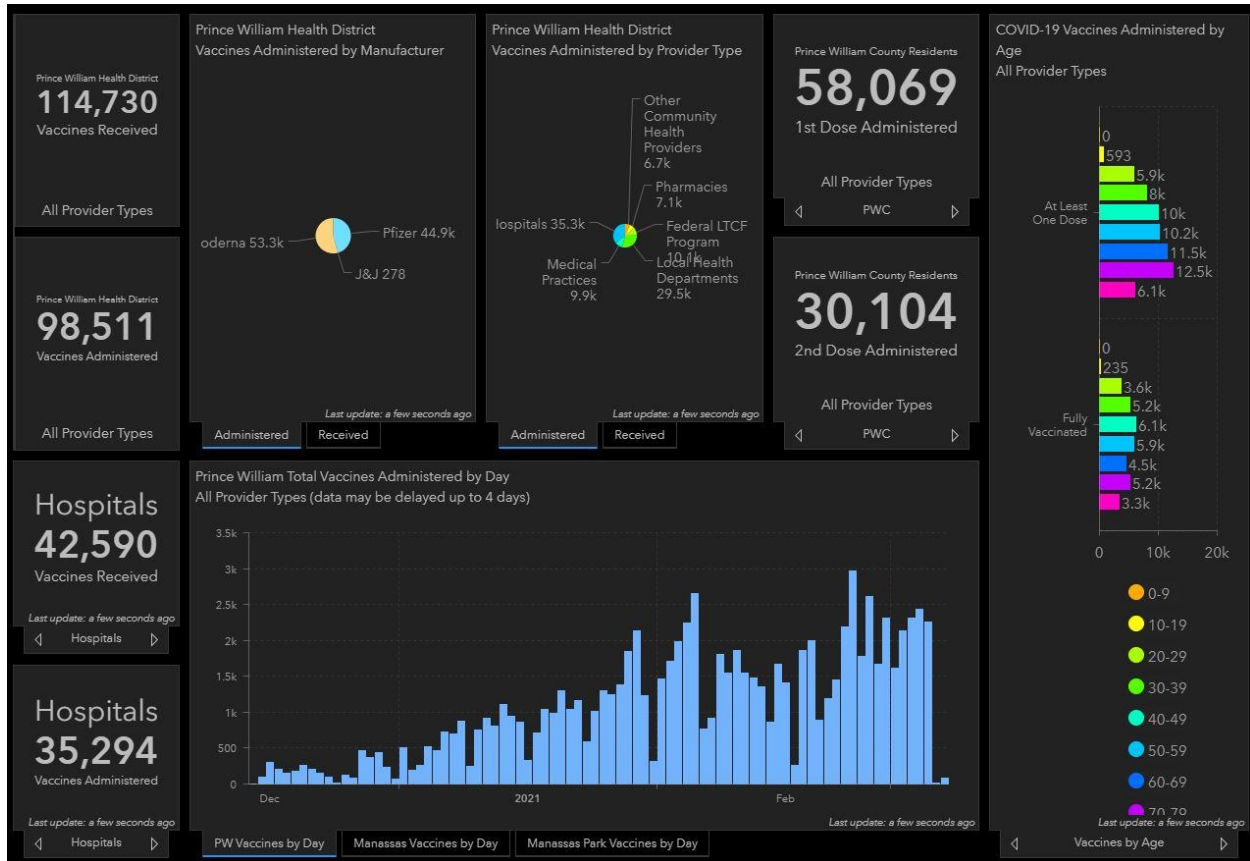 Prince William Health District
114,730
Vaccines Received
All Provider Types
Prince William Health District
98,511
Vaccines Administered
All Provider Types
Hospitals
42,590
Vaccines Received
Last update: a few seconds ago
Hospitals
Hospitals
35,294
Vaccines Administered
Last update: a few seconds ago
Hospitals
Prince William Health District
Vaccines Administered by Manufacturer
oderna 53.3k
Pfizer 44.9k
J&J 278
Last update: a few seconds ago
Administered
Received
Prince William Health District
Vaccines Administered by Provider Type
Other
Community
Health
Providers
6.7k
Pharmacies
7.1k
Federal LTCF
Program
10.1k
Local Health
Departments
29.5k
Medical
Practices
9.9k
lospitals 35.3k
Last update: a few seconds ago
Administered
Received
Prince William County Residents
58,069
1st Dose Administered
All Provider Types
PWC
Prince William County Residents
30,104
2nd Dose Administered
All Provider Types
PWC
Prince William Total Vaccines Administered by Day
All Provider Types (data may be delayed up to 4 days)
3.5k
3k
2.5k
2k
1.5k
1k
500
0
Dec
2021
Feb
Last update: a few seconds ago
PW Vaccines by Day
Manassas Vaccines by Day
Manassas Park Vaccines by Day
COVID-19 Vaccines Administered by
Age
All Provider Types
At Least
One Dose
0
593
5.9k
8k
10k
10.2k
11.5k
12.5k
6.1k
Fully
Vaccinated
0
235
3.6k
5.2k
6.1k
5.9k
4.5k
5.2k
3.3k
0
10k
20k
0-9
10-19
20-29
30-39
40-49
50-59
60-69
70-79
Last update: a few seconds ago
Vaccines by Age